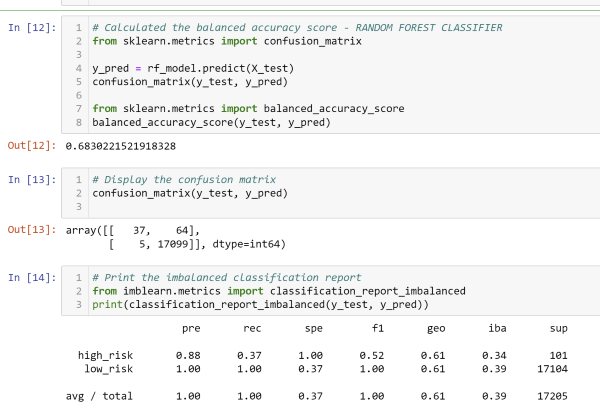 In [12]: 1 # Calculated the balanced accuracy score - RANDOM FOREST CLASSIFIER
2 from sklearn.metrics import confusion_matrix
3
4 y_pred = rf_model.predict(X_test)
5 confusion_matrix(y_test, y_pred)
6
7 from sklearn.metrics import balanced_accuracy_score
8 balanced_accuracy_score(y_test, y_pred)
Out[12]: 0.6830221521918328
In [13]: 1 # Display the confusion matrix
2 confusion_matrix(y_test, y_pred)
3
Out[13]: array([[   37,    64],
[    5, 17099]], dtype=int64)
In [14]: 1 # Print the imbalanced classification report
2 from imblearn.metrics import classification_report_imbalanced
3 print(classification_report_imbalanced(y_test, y_pred))
pre rec spe f1 geo iba sup
high_risk 0.88 0.37 1.00 0.52 0.61 0.34 101
low_risk 1.00 1.00 0.37 1.00 0.61 0.39 17104
avg / total 1.00 1.00 0.37 1.00 0.61 0.39 17205